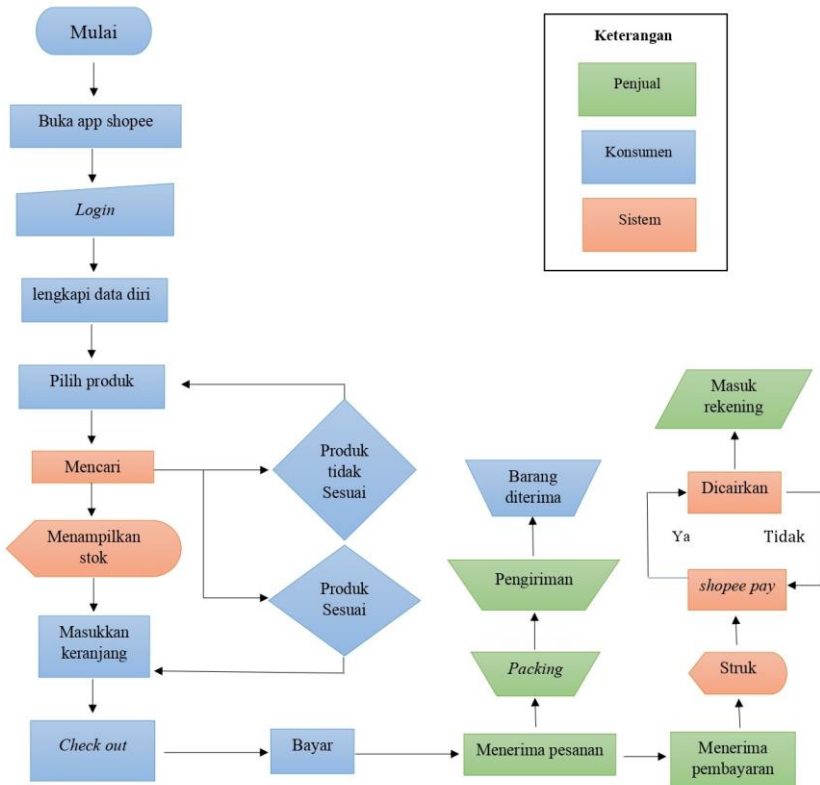 Mulai
Buka app shopee
Login
lengkapi data diri
Pilih produk
Mencari
Menampilkan
stok
Masukkan
keranjang
Check out
Produk
tidak
Sesuai
Produk
Sesuai
Bayar
Barang
diterima
Pengiriman
Packing
Menerima pesanan
Masuk
rekening
Dicairkan
Ya
Tidak
shopee pay
Struk
Menerima
pembayaran
Keterangan
Penjual
Konsumen
Sistem